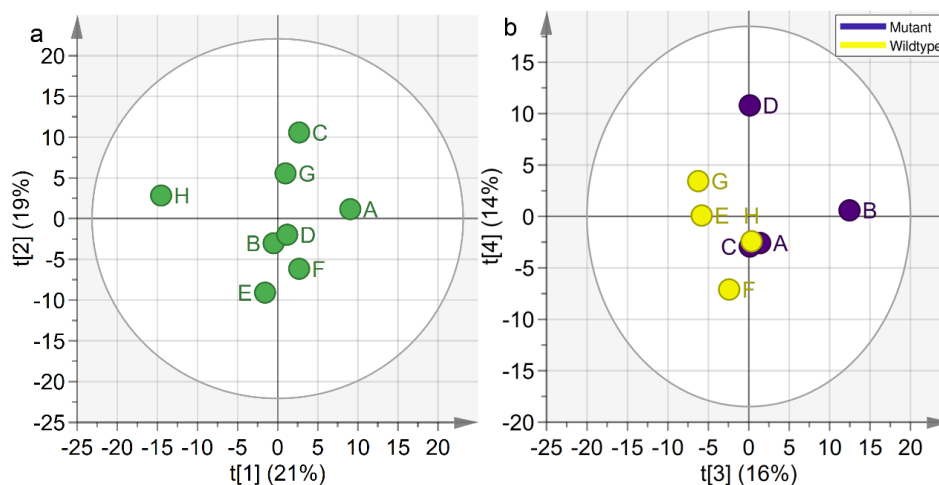 a
20
15
10
5
0
-5
-10
-15
-20
-25
t[2] (19%)
C
G
H
A
D
B
F
E
-25 -20 -15 -10 -5 0 5 10 15 20
t[1] (21%)
b
Mutant
Wildtype
15
10
5
0
-5
-10
-15
-20
t[4] (14%)
D
G
B
E H
C A
F
-25 -20 -15 -10 -5 0 5 10 15 20
t[3] (16%)